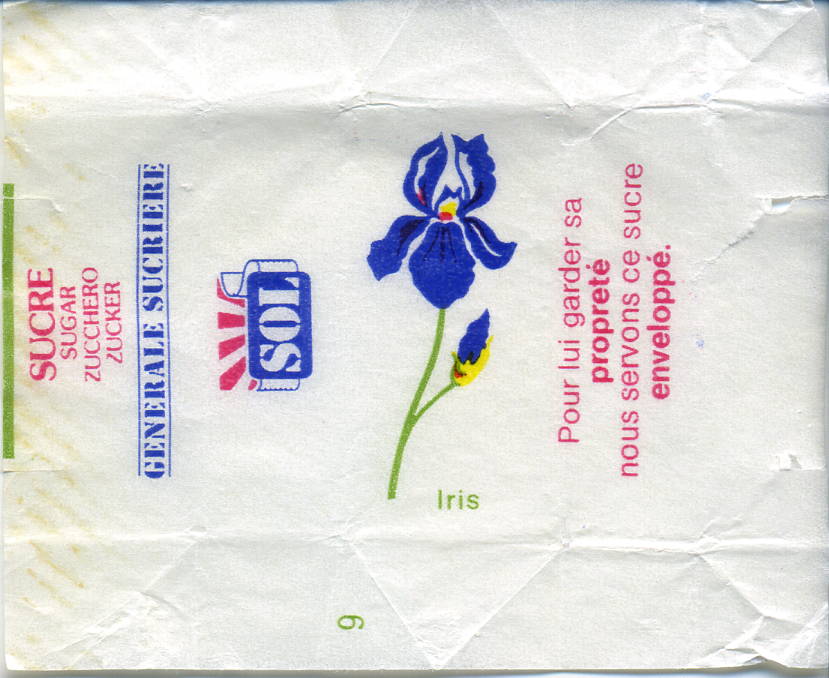 SUCRE
SUGAR
ZUCCHERO
ZUCKER
GENERALE SUCRIERE
SOL
Iris
Pour lui garder sa
propreté
nous servons ce sucre
enveloppé.
9